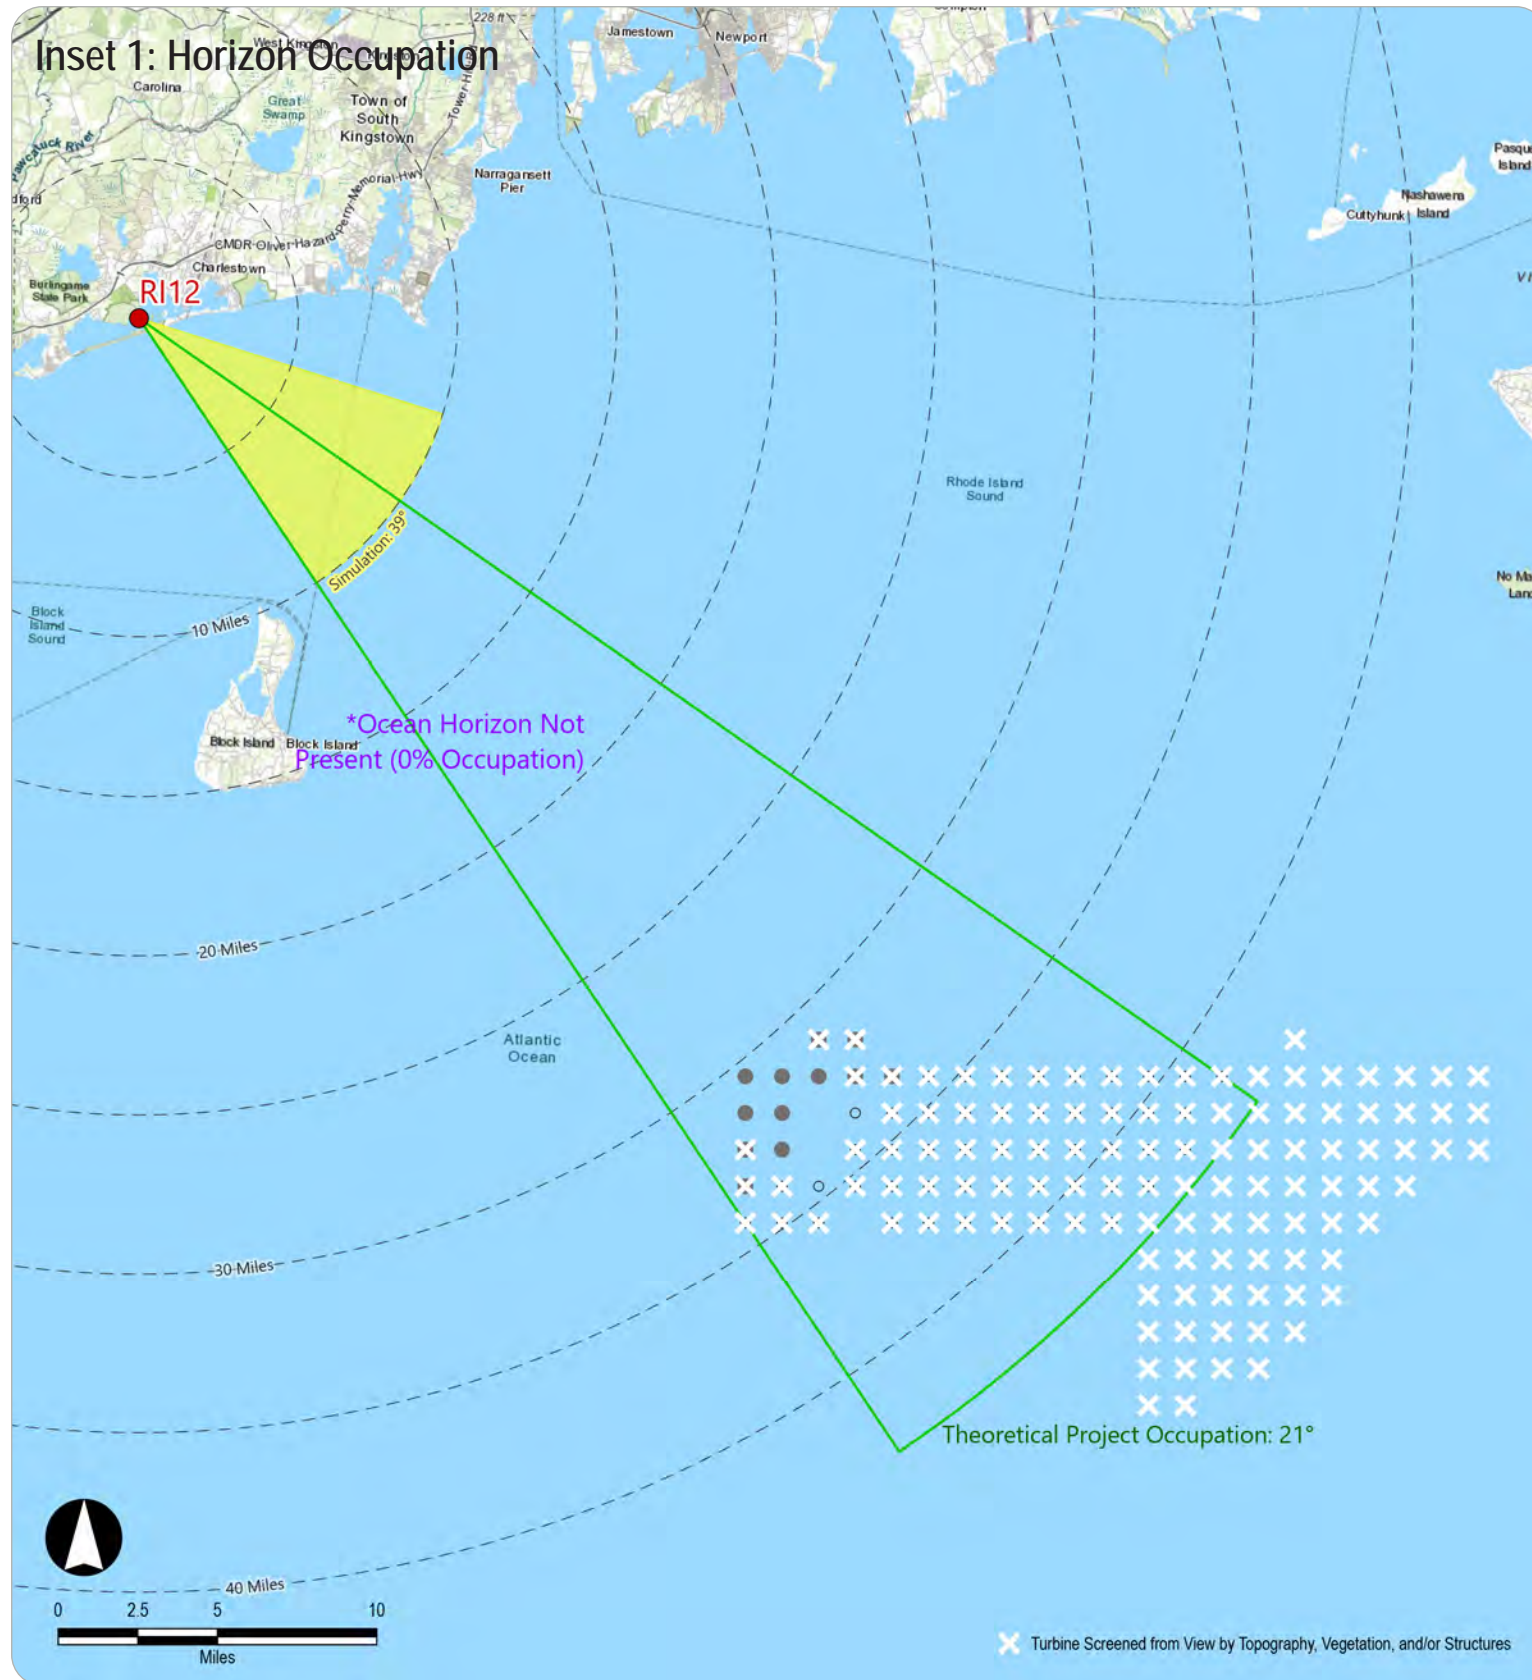 Inset 1: Horizon Occupation
228 ft
Jamestown
Newport
West Kingston
Kingston
Carolina
Great
Swamp
Town of
South
Kingstown
Tower-Hill
Pawcatuck River
Narragansett
Pier
Memorial-Hwy
CMDR-Oliver-Hazard-Perry-
Charlestown
Burlingame
State Park
RI12
Pasqu
Island
Nashawena
Island
Cuttyhunk
VI
Rhode Island
Sound
Simulation: 39°
No Ma
Land
Block
Island
Sound
10 Miles
*Ocean Horizon Not
Present (0% Occupation)
Block Island
Block Island
20 Miles
Atlantic
Ocean
30 Miles
Theoretical Project Occupation: 21°
40 Miles
0 2.5 5 10
Miles
Turbine Screened from View by Topography, Vegetation, and/or Structures